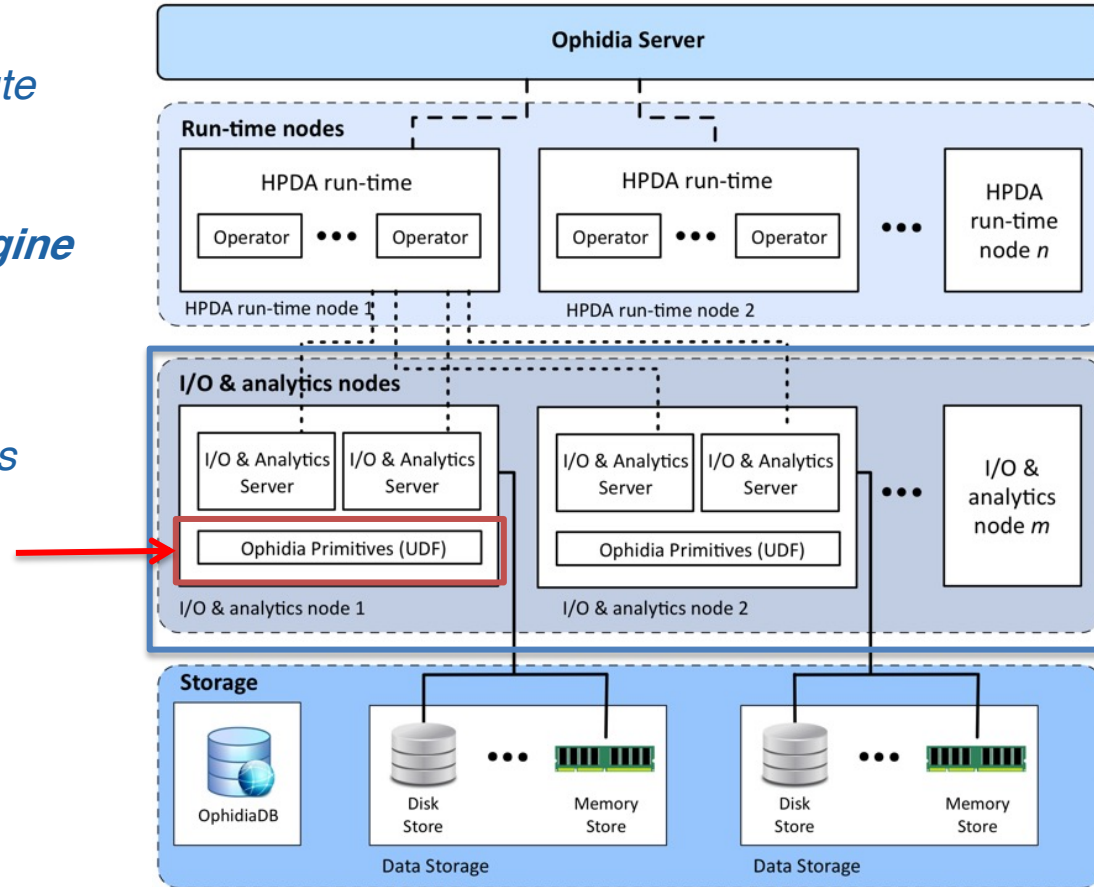 ute
gine
s
Ophidia Server
Run-time nodes
HPDA run-time
Operator ••• Operator
HPDA run-time node 1
HPDA run-time
Operator ••• Operator
HPDA run-time node 2
•••
HPDA
run-time
node n
I/O & analytics nodes
I/O & Analytics
Server
I/O & Analytics
Server
Ophidia Primitives (UDF)
I/O & analytics node 1
I/O & Analytics
Server
I/O & Analytics
Server
Ophidia Primitives (UDF)
I/O & analytics node 2
•••
I/O &
analytics
node m
Storage
OphidiaDB
•••
Disk
Store
Memory
Store
Data Storage
•••
Disk
Store
Memory
Store
Data Storage